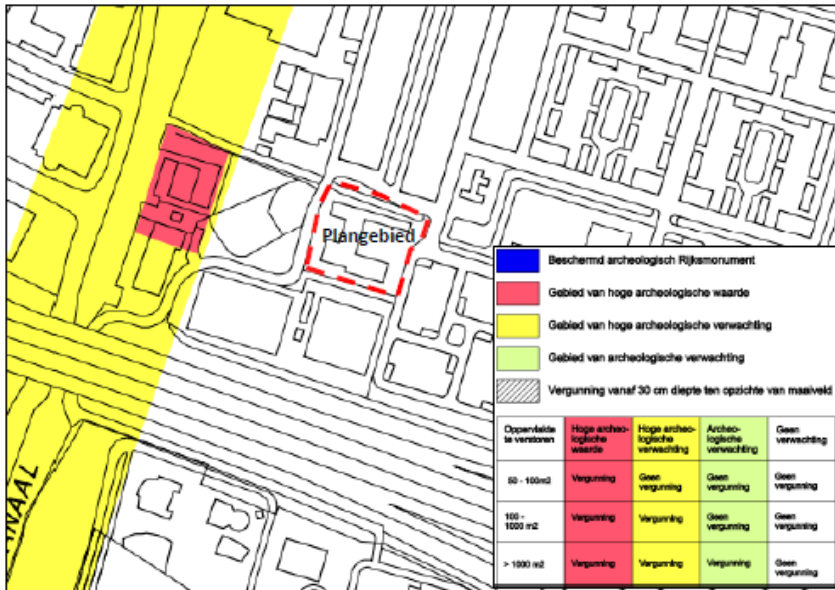 Plangebied
Beschermd archeologisch Rijksmonument
Gebied van hoge archeologische waarde
Gebied van hoge archeologische verwachting
Gebied van archeologische verwachting
Vergunning vanaf 30 cm diepte ten opzichte van maaiveld
Oppervlakte te verstoren Hoge archeo-logische waarde Hoge archeo-logische verwachting Archeo-logische verwachting Geen verwachting
50 - 100m2 Vergunning Geen vergunning Geen vergunning Geen vergunning
100 - 1000 m2 Vergunning Vergunning Geen vergunning Geen vergunning
> 1000 m2 Vergunning Vergunning Vergunning Geen vergunning